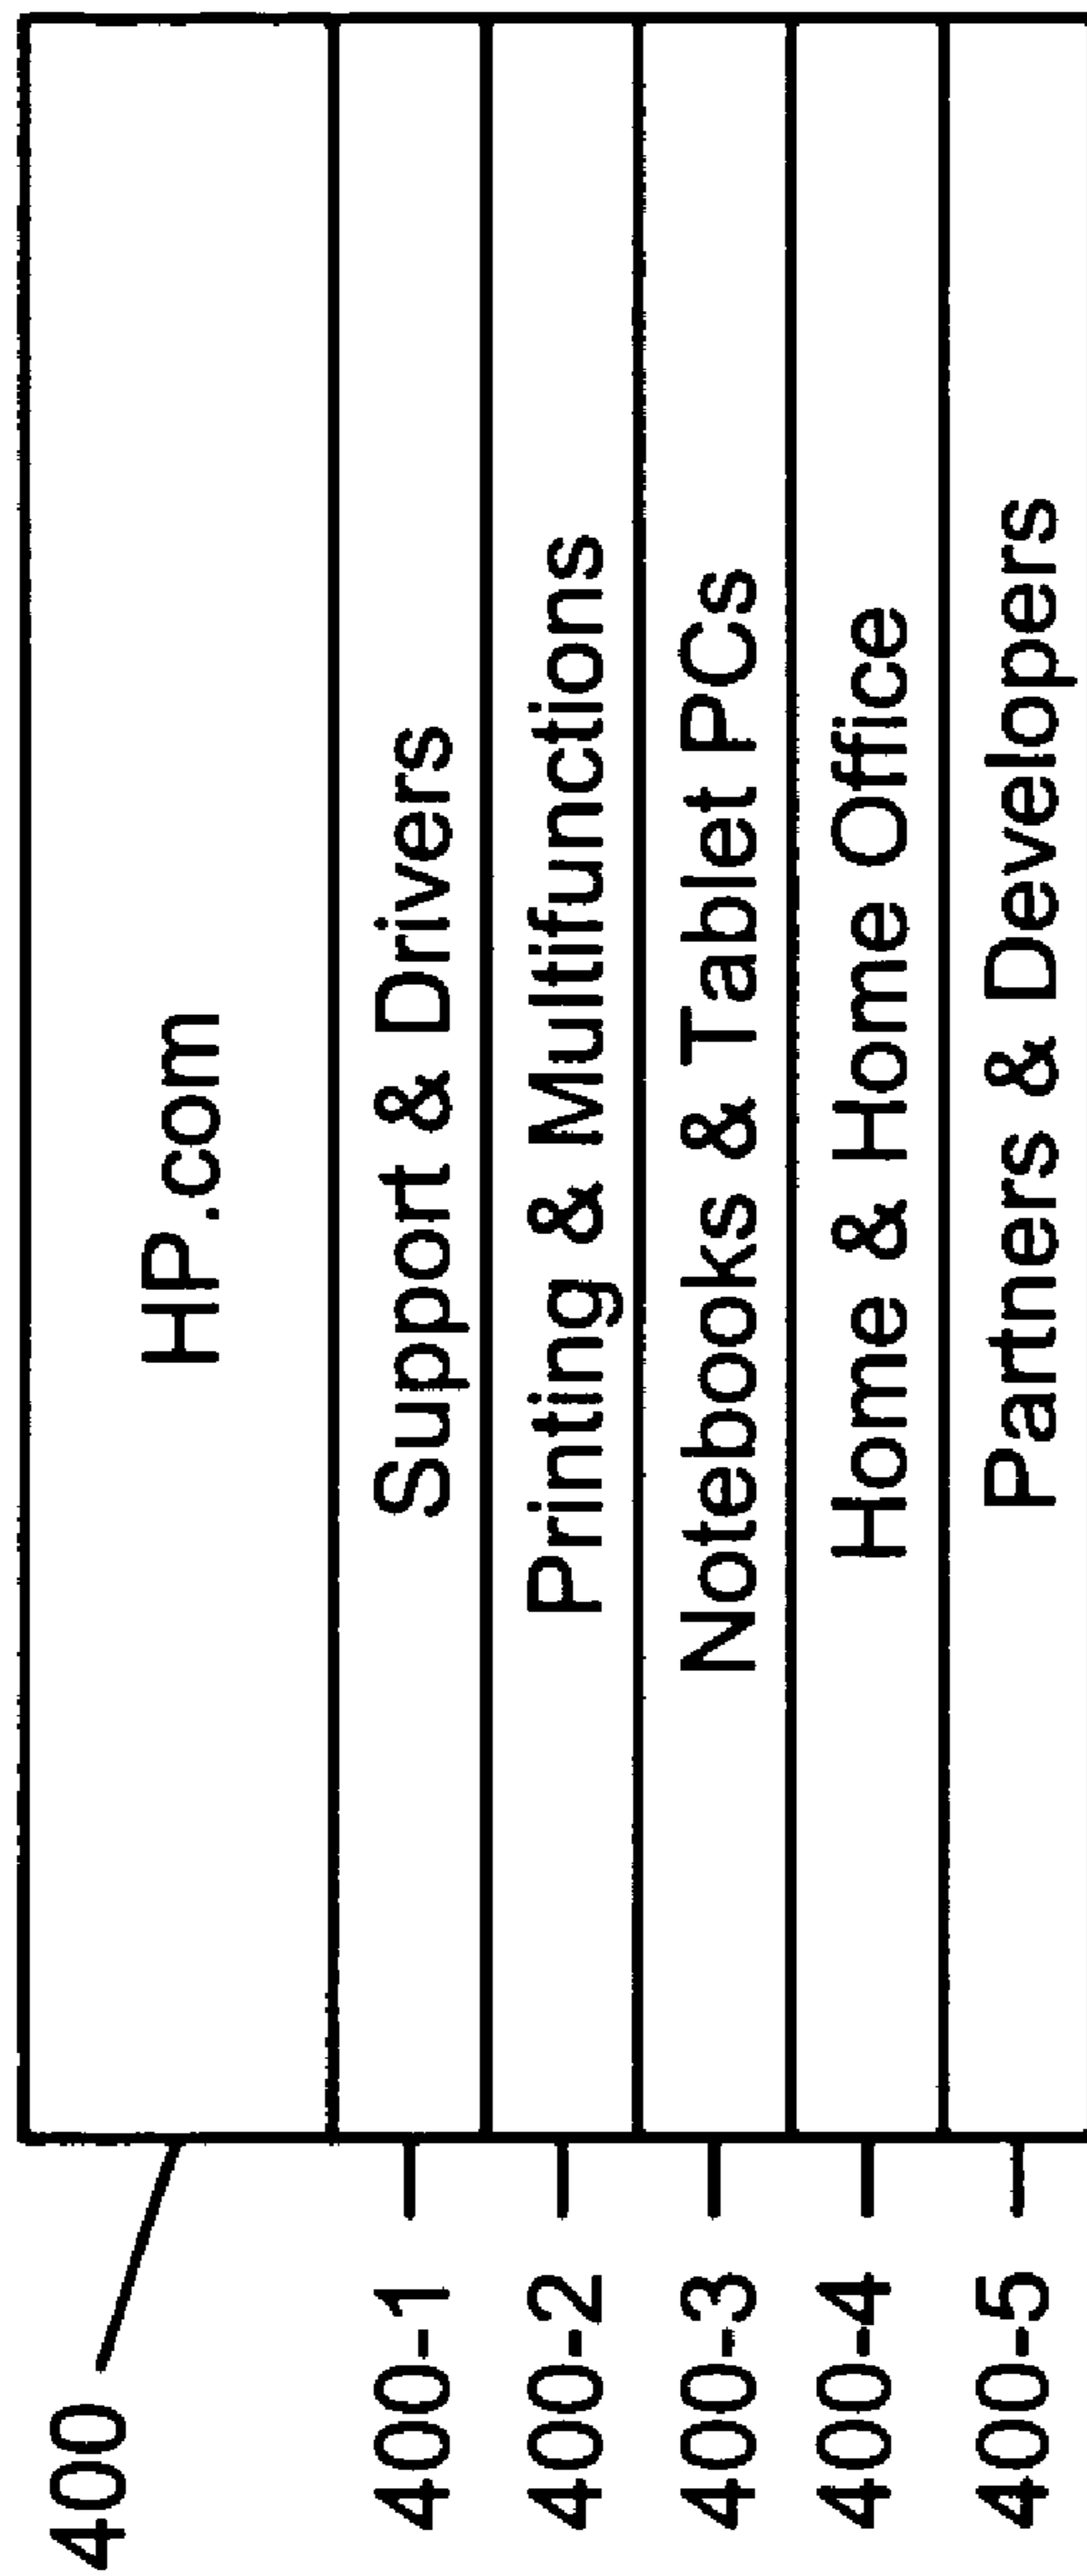 400
HP.com
400-1
Support & Drivers
400-2
Printing & Multifunctions
400-3
Notebooks & Tablet PCs
400-4
Home & Home Office
400-5
Partners & Developers